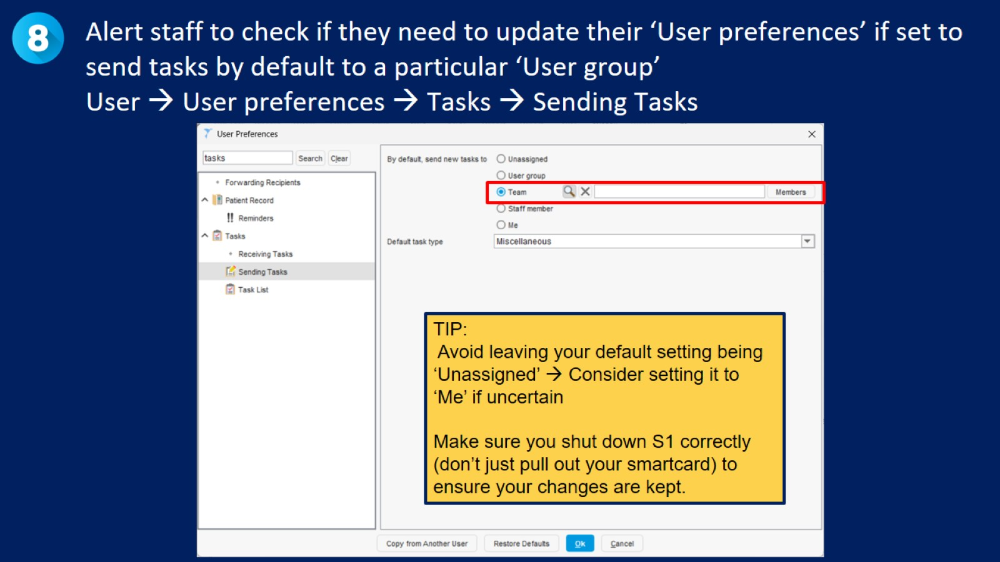 8
Alert staff to check if they need to update their ‘User preferences’ if set to
send tasks by default to a particular ‘User group’
User → User preferences → Tasks → Sending Tasks
User Preferences
tasks
Search
Clear
Forwarding Recipients
Patient Record
Reminders
Tasks
Receiving Tasks
Sending Tasks
Task List
By default, send new tasks to
Unassigned
User group
Team
Members
Staff member
Me
Default task type
Miscellaneous
TIP:
Avoid leaving your default setting being
‘Unassigned’ → Consider setting it to
‘Me’ if uncertain
Make sure you shut down S1 correctly
(don’t just pull out your smartcard) to
ensure your changes are kept.
Copy from Another User
Restore Defaults
Ok
Cancel